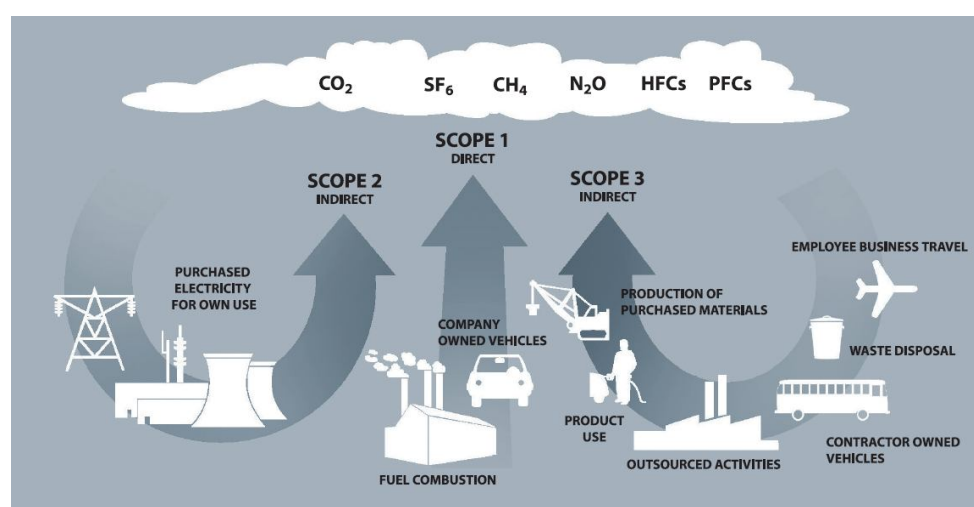 CO₂ SF₆ CH₄ N₂O HFCs PFCs
SCOPE 1
DIRECT
SCOPE 2
INDIRECT
SCOPE 3
INDIRECT
PURCHASED
ELECTRICITY
FOR OWN USE
COMPANY
OWNED VEHICLES
FUEL COMBUSTION
PRODUCTION OF
PURCHASED MATERIALS
PRODUCT
USE
OUTSOURCED ACTIVITIES
EMPLOYEE BUSINESS TRAVEL
WASTE DISPOSAL
CONTRACTOR OWNED
VEHICLES